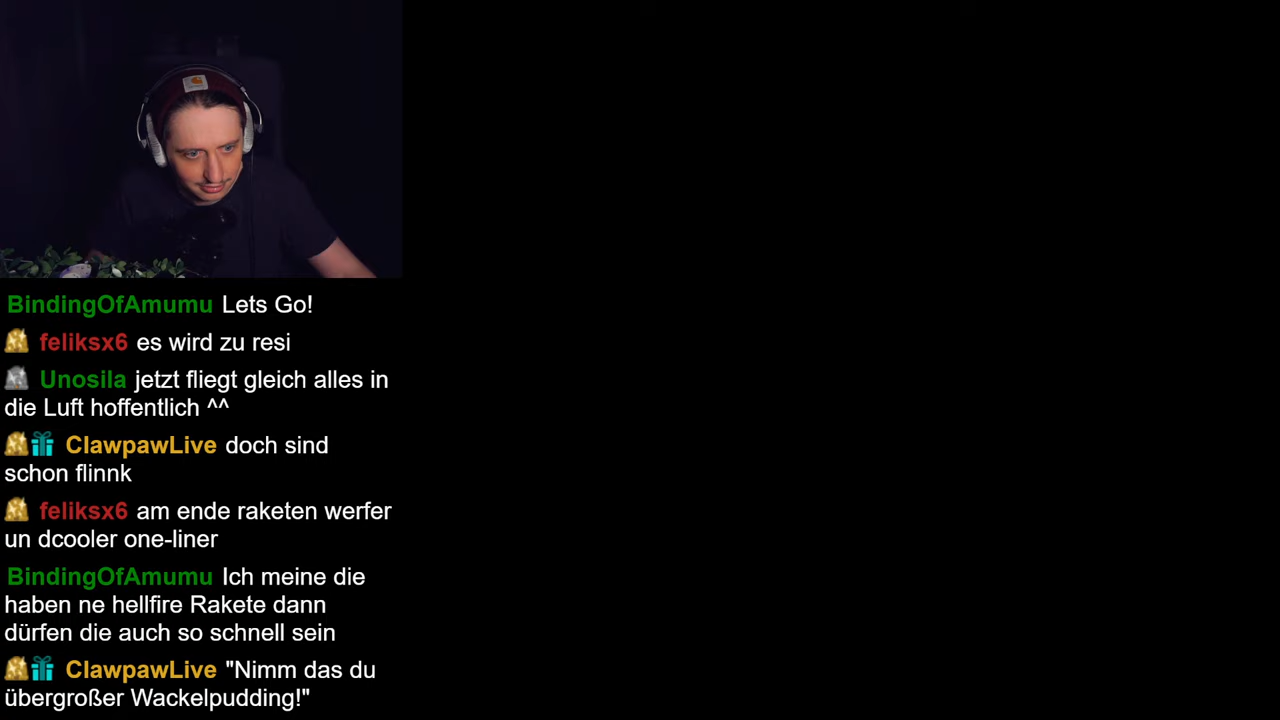 BindingOfAmumu Lets Go!
feliksx6 es wird zu resi
Unosila jetzt fliegt gleich alles in
die Luft hoffentlich ^^
ClawpawLive doch sind
schon flinnk
feliksx6 am ende raketen werfer
un dcooler one-liner
BindingOfAmumu Ich meine die
haben ne hellfire Rakete dann
dürfen die auch so schnell sein
ClawpawLive "Nimm das du
übergroßer Wackelpudding!"